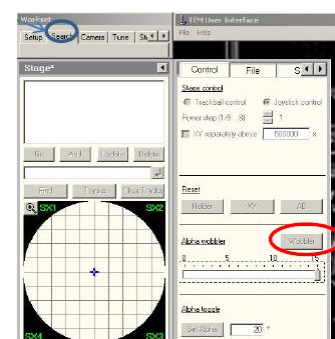 Workset
TEM User Interface
File Help
Setup Search Camera Tune
Stage*
Go Add Update Delete
Find Tracks Clear Tracks
SX1 SX2
SX4 SX3
Control File
Stage control
Trackball control Joystick control
Power step (1/6... 8) 1
XY separately above 500000 x
Reset
Holder XY AB
Alpha wobbler
Wobbler
0 5 10 15
Alpha toggle
Set Alpha 20 °